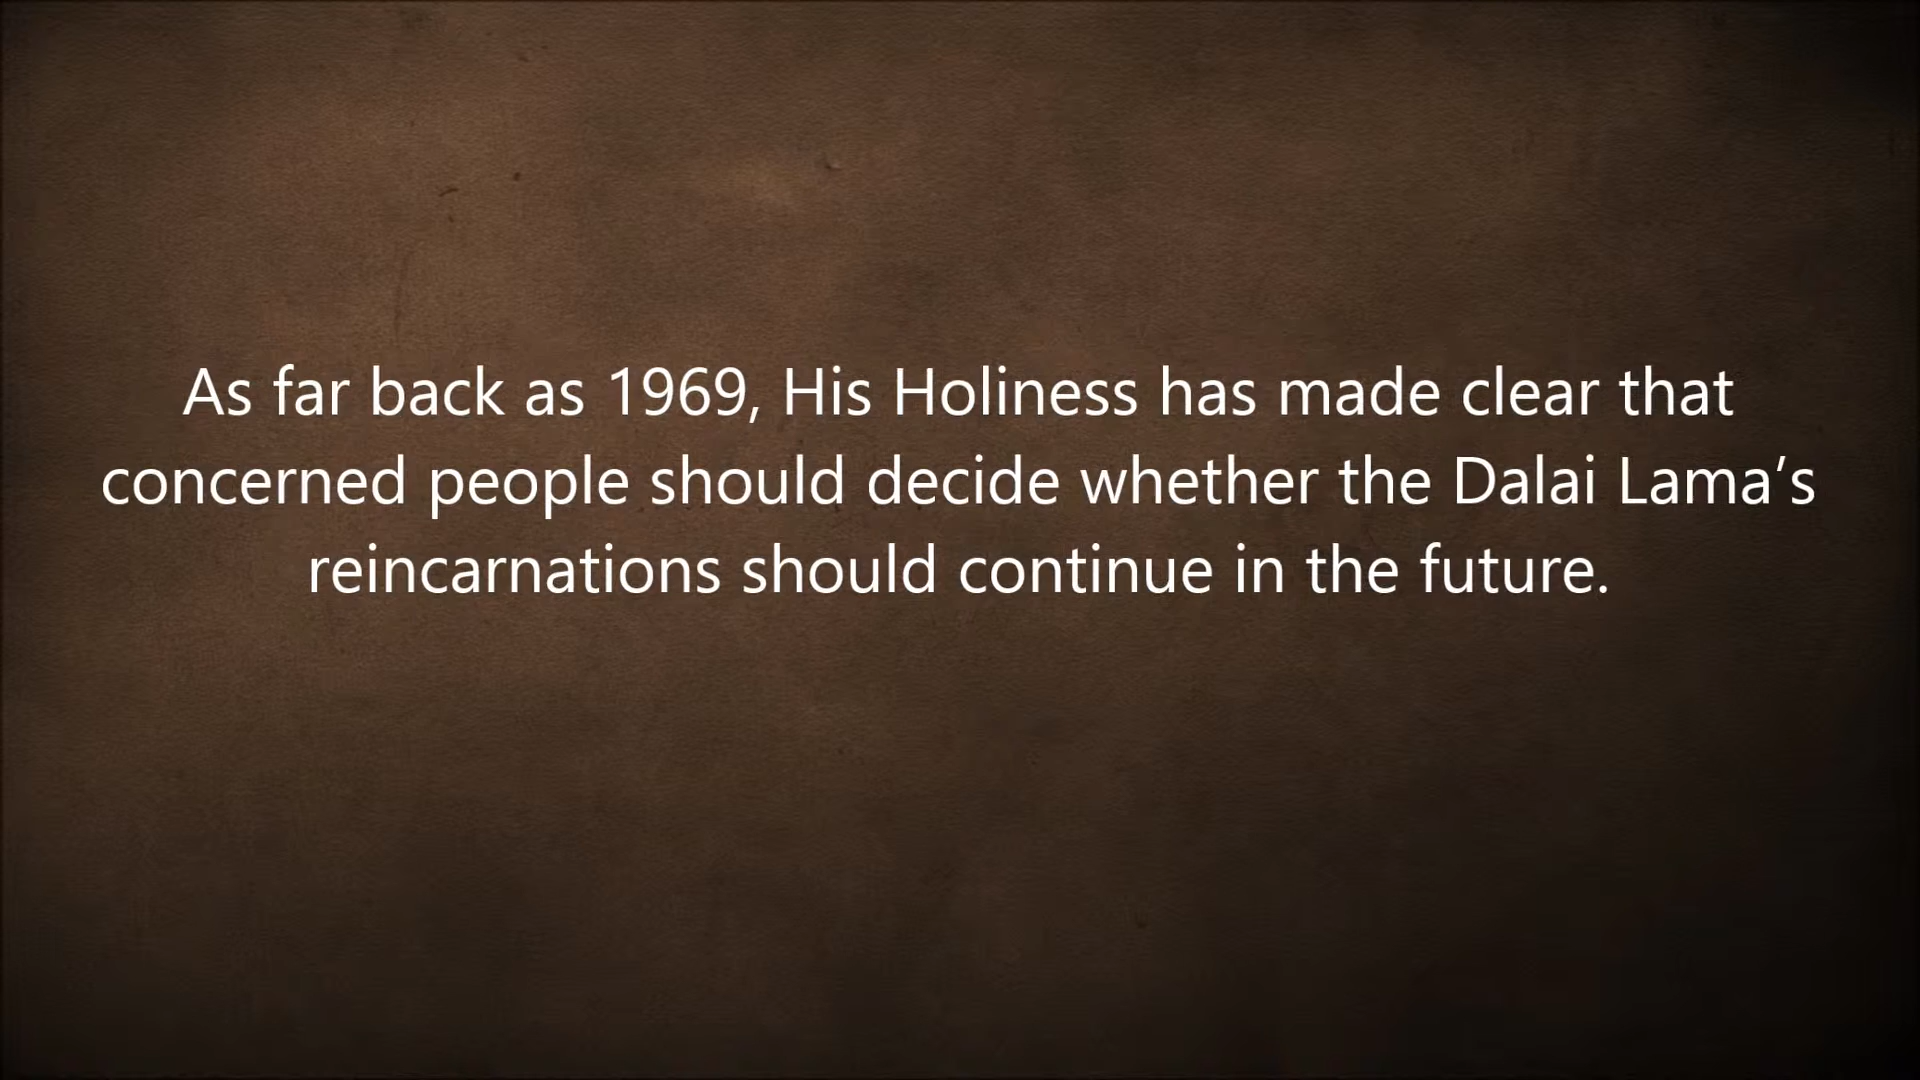 As far back as 1969, His Holiness has made clear that
concerned people should decide whether the Dalai Lama’s
reincarnations should continue in the future.